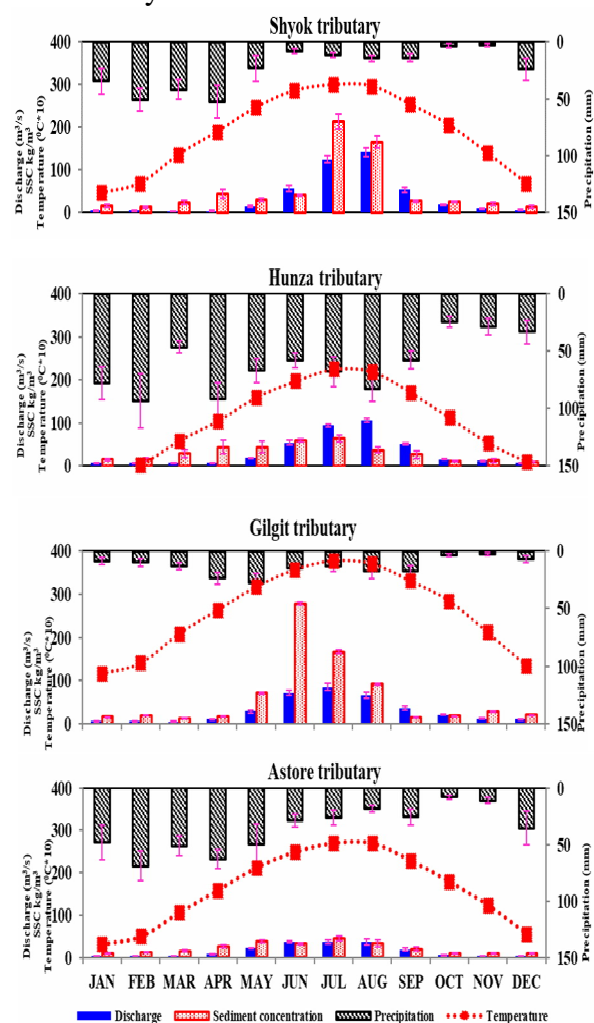 Shyok tributary
400
300
200
100
0
0
50
100
150
Discharge (m³/s)
SSC kg/m³
Temperature (⁰C*10)
Precipitation (mm)
Hunza tributary
400
300
200
100
0
0
50
100
150
Discharge (m³/s)
SSC kg/m³
Temperature (⁰C*10)
Precipitation (mm)
Gilgit tributary
400
300
200
100
0
0
50
100
150
Discharge (m³/s)
SSC kg/m³
Temperature (⁰C*10)
Precipitation (mm)
Astore tributary
400
300
200
100
0
0
50
100
150
Discharge (m³/s)
SSC kg/m³
Temperature (⁰C*10)
Precipitation (mm)
JAN FEB MAR APR MAY JUN JUL AUG SEP OCT NOV DEC
Discharge Sediment concentration Precipitation Temperature